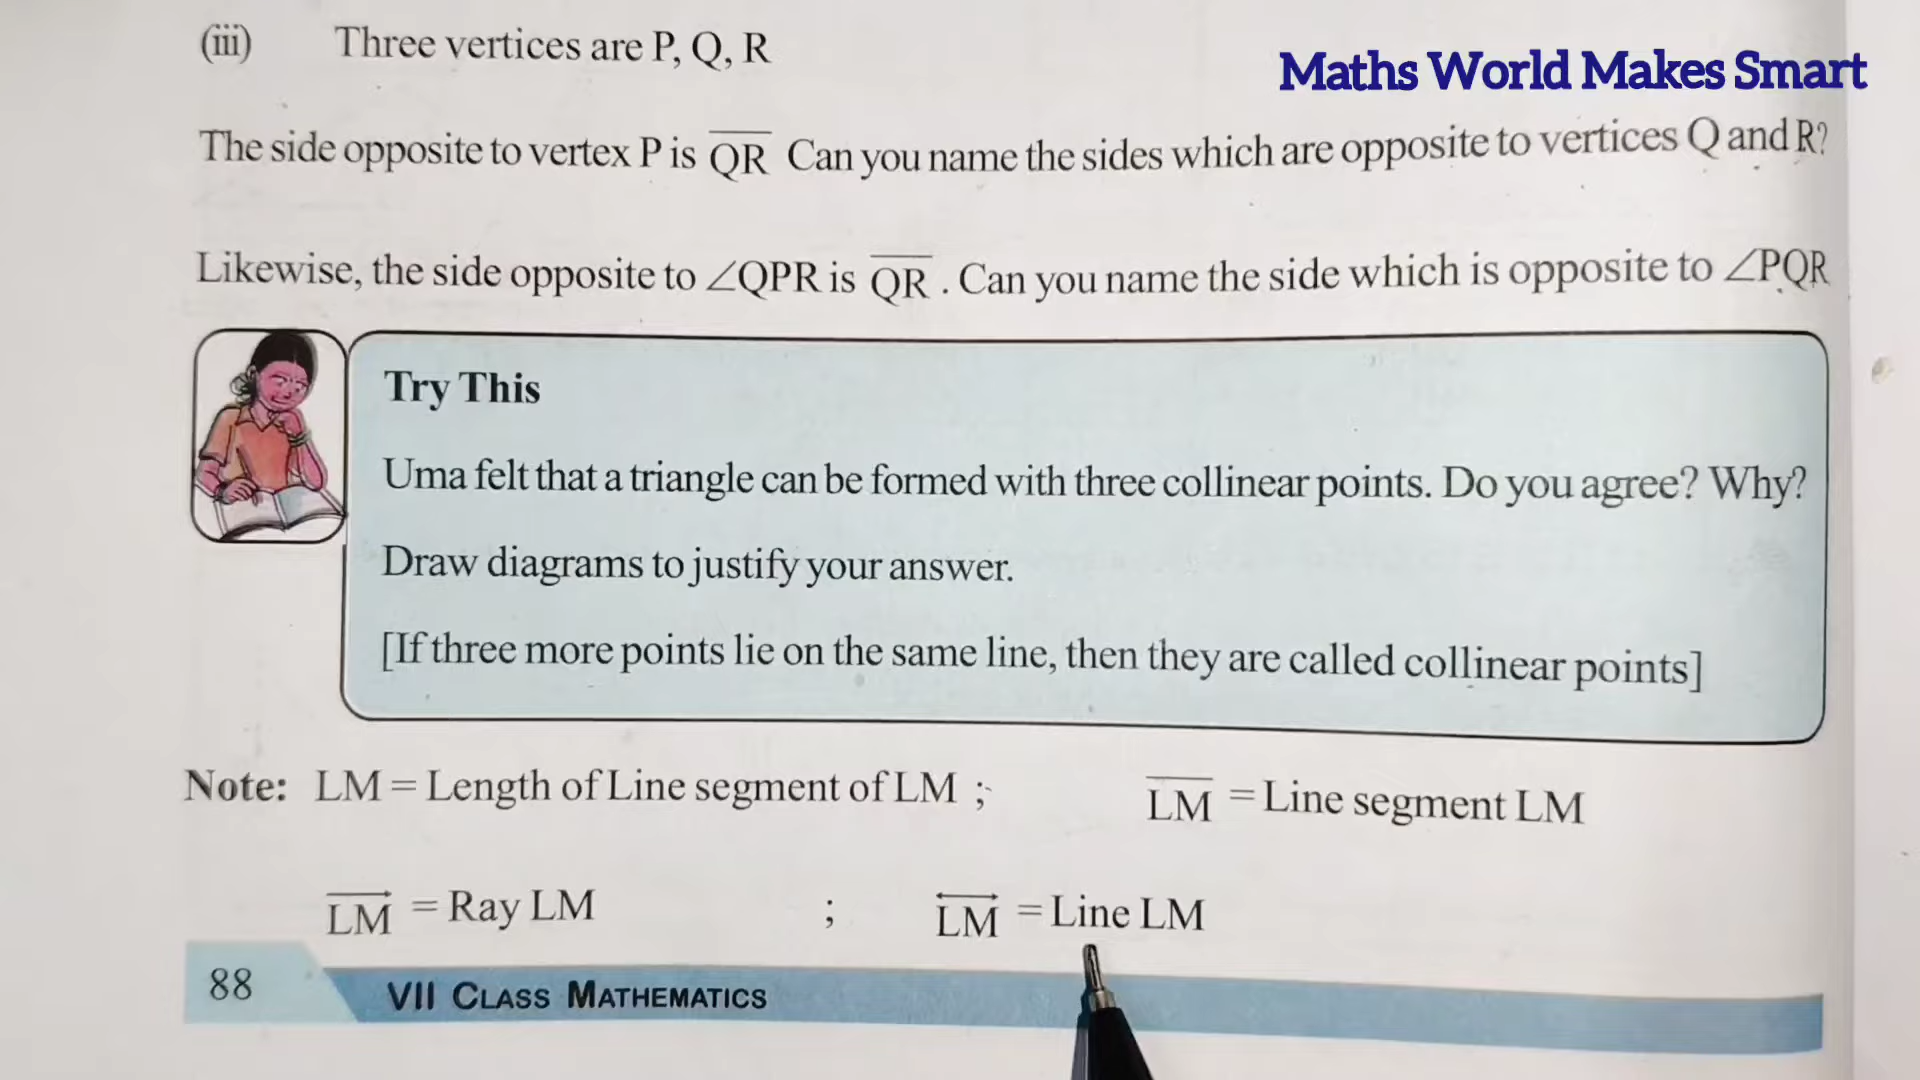 (iii) Three vertices are P, Q, R
Maths World Makes Smart
The side opposite to vertex P is Q̅R̅ Can you name the sides which are opposite to vertices Q and R?
Likewise, the side opposite to ∠QPR is Q̅R̅ . Can you name the side which is opposite to ∠PQR
Try This
Uma felt that a triangle can be formed with three collinear points. Do you agree? Why?
Draw diagrams to justify your answer.
[If three more points lie on the same line, then they are called collinear points]
Note: LM = Length of Line segment of LM ; L̅M̅ = Line segment LM
L⃗M⃗ = Ray LM ; L⃡M⃡ = Line LM
88 VII CLASS MATHEMATICS